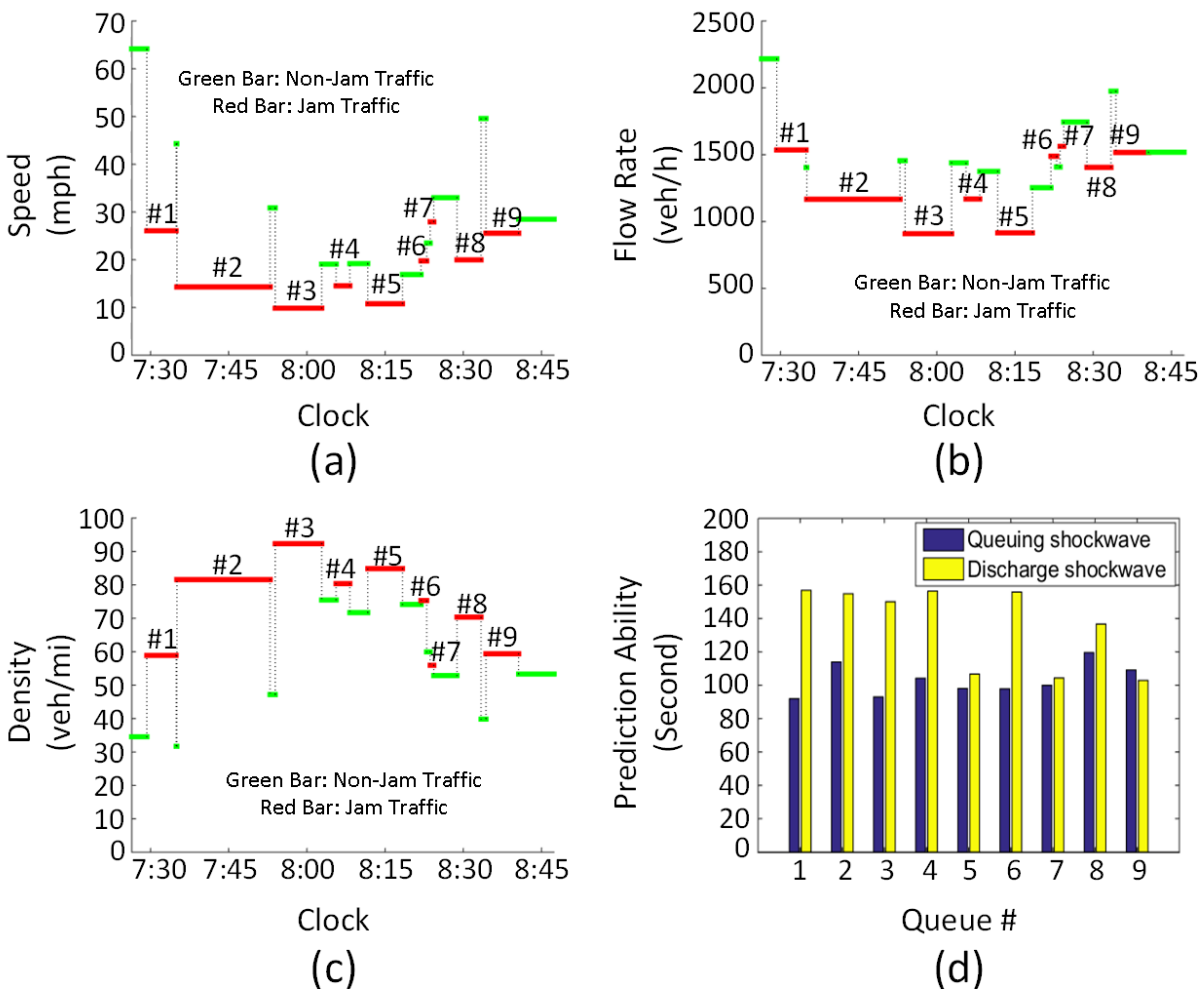 70
60
50
40
30
20
10
0
Speed
(mph)
Green Bar: Non-Jam Traffic
Red Bar: Jam Traffic
#1
#2
#3
#4
#5
#6
#7
#8
#9
7:30 7:45 8:00 8:15 8:30 8:45
Clock
(a)
2500
2000
1500
1000
500
0
Flow Rate
(veh/h)
#1
#2
#3
#4
#5
#6
#7
#8
#9
Green Bar: Non-Jam Traffic
Red Bar: Jam Traffic
7:30 7:45 8:00 8:15 8:30 8:45
Clock
(b)
100
90
80
70
60
50
40
30
20
10
0
Density
(veh/mi)
#1
#2
#3
#4
#5
#6
#7
#8
#9
Green Bar: Non-Jam Traffic
Red Bar: Jam Traffic
7:30 7:45 8:00 8:15 8:30 8:45
Clock
(c)
200
180
160
140
120
100
80
60
40
20
0
Prediction Ability
(Second)
Queuing shockwave
Discharge shockwave
1 2 3 4 5 6 7 8 9
Queue #
(d)